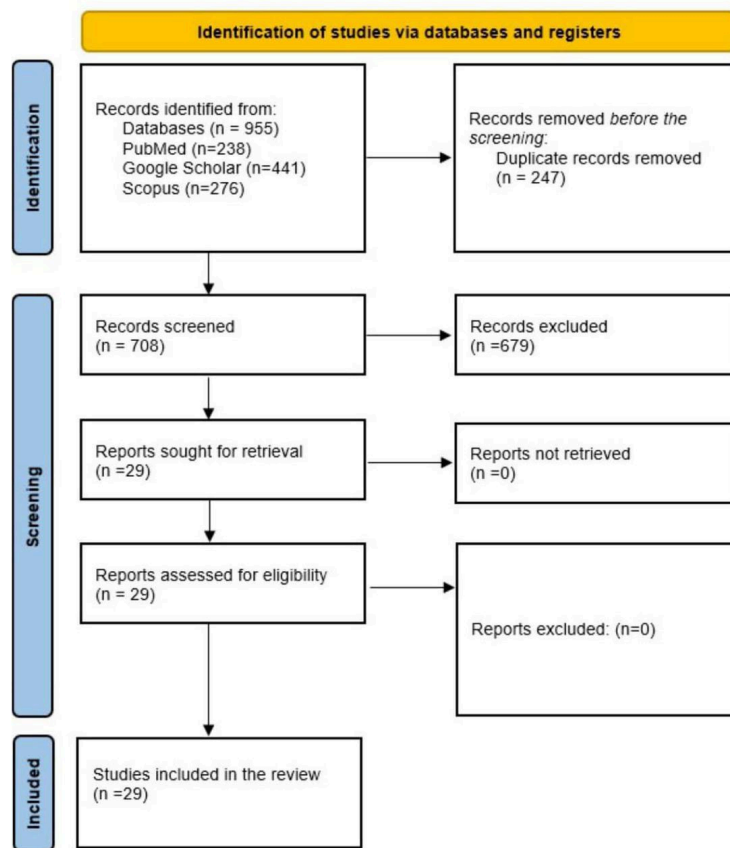 Identification of studies via databases and registers
Identification
Records identified from:
Databases (n = 955)
PubMed (n=238)
Google Scholar (n=441)
Scopus (n=276)
Records removed before the
screening:
Duplicate records removed
(n = 247)
Screening
Records screened
(n = 708)
Records excluded
(n =679)
Reports sought for retrieval
(n =29)
Reports not retrieved
(n =0)
Reports assessed for eligibility
(n = 29)
Reports excluded: (n=0)
Included
Studies included in the review
(n =29)